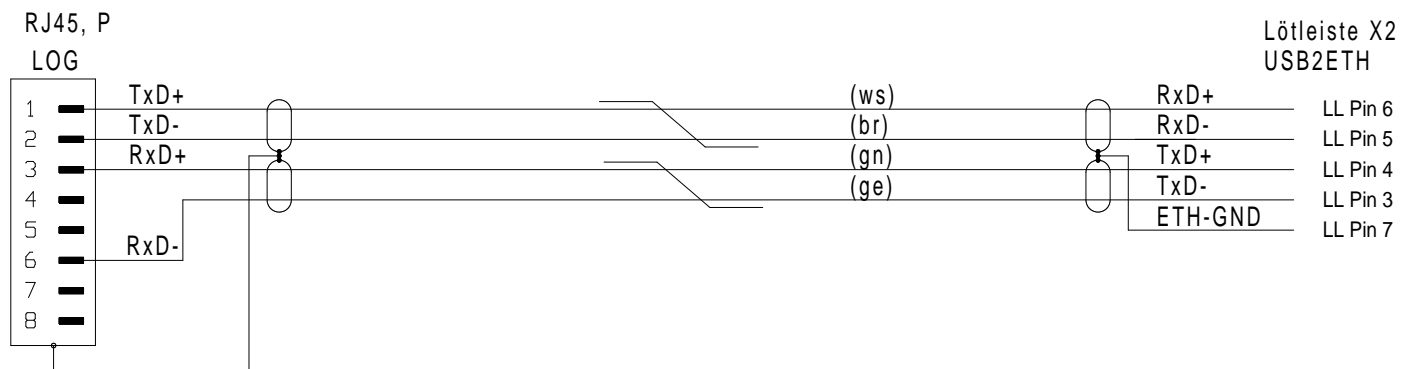 RJ45, P
LOG
Lötleiste X2
USB2ETH
1 TxD+ (ws) RxD+ LL Pin 6
2 TxD- (br) RxD- LL Pin 5
3 RxD+ (gn) TxD+ LL Pin 4
4 (ge) TxD- LL Pin 3
5 ETH-GND LL Pin 7
6 RxD-
7
8